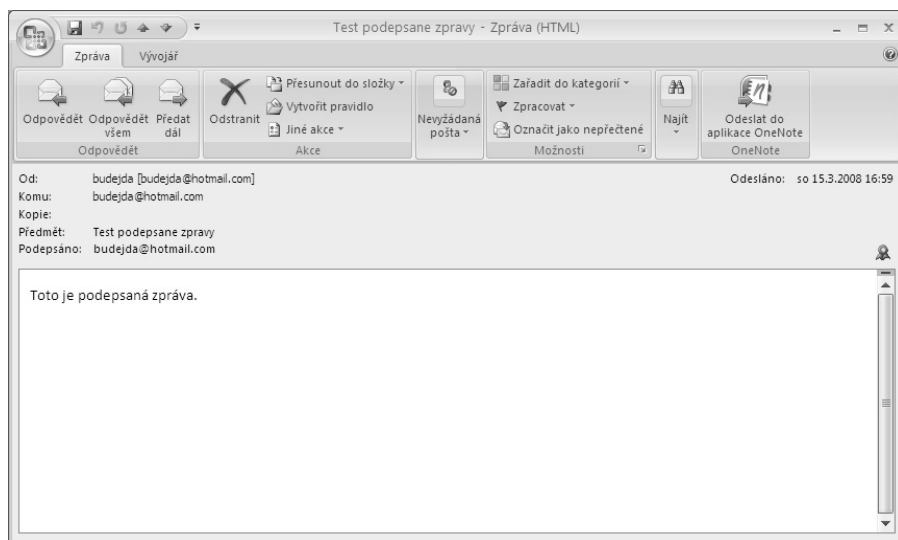 Test podepsane zpravy - Zpráva (HTML)
Zpráva Vývojář
Odpovědět Odpovědět všem Předat dál
Odpovědět
Odstranit
Přesunout do složky
Vytvořit pravidlo
Jiné akce
Akce
Nevyžádaná pošta
Zařadit do kategorií
Zpracovat
Označit jako nepřečtené
Možnosti
Najít
Odeslat do aplikace OneNote
OneNote
Od: budejda [budejda@hotmail.com] Odesláno: so 15.3.2008 16:59
Komu: budejda@hotmail.com
Kopie:
Předmět: Test podepsane zpravy
Podepsáno: budejda@hotmail.com
Toto je podepsaná zpráva.